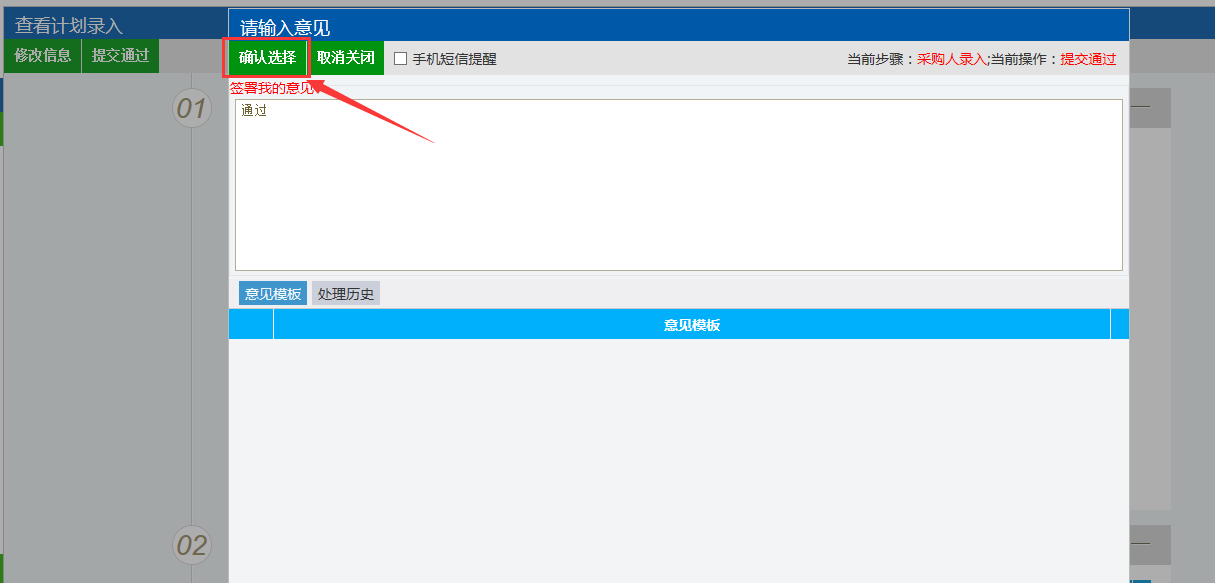 查看计划录入
请输入意见
修改信息 提交通过
确认选择 取消关闭 手机短信提醒 当前步骤：采购人录入;当前操作：提交通过
签署我的意见
通过
01
意见模板 处理历史
意见模板
02